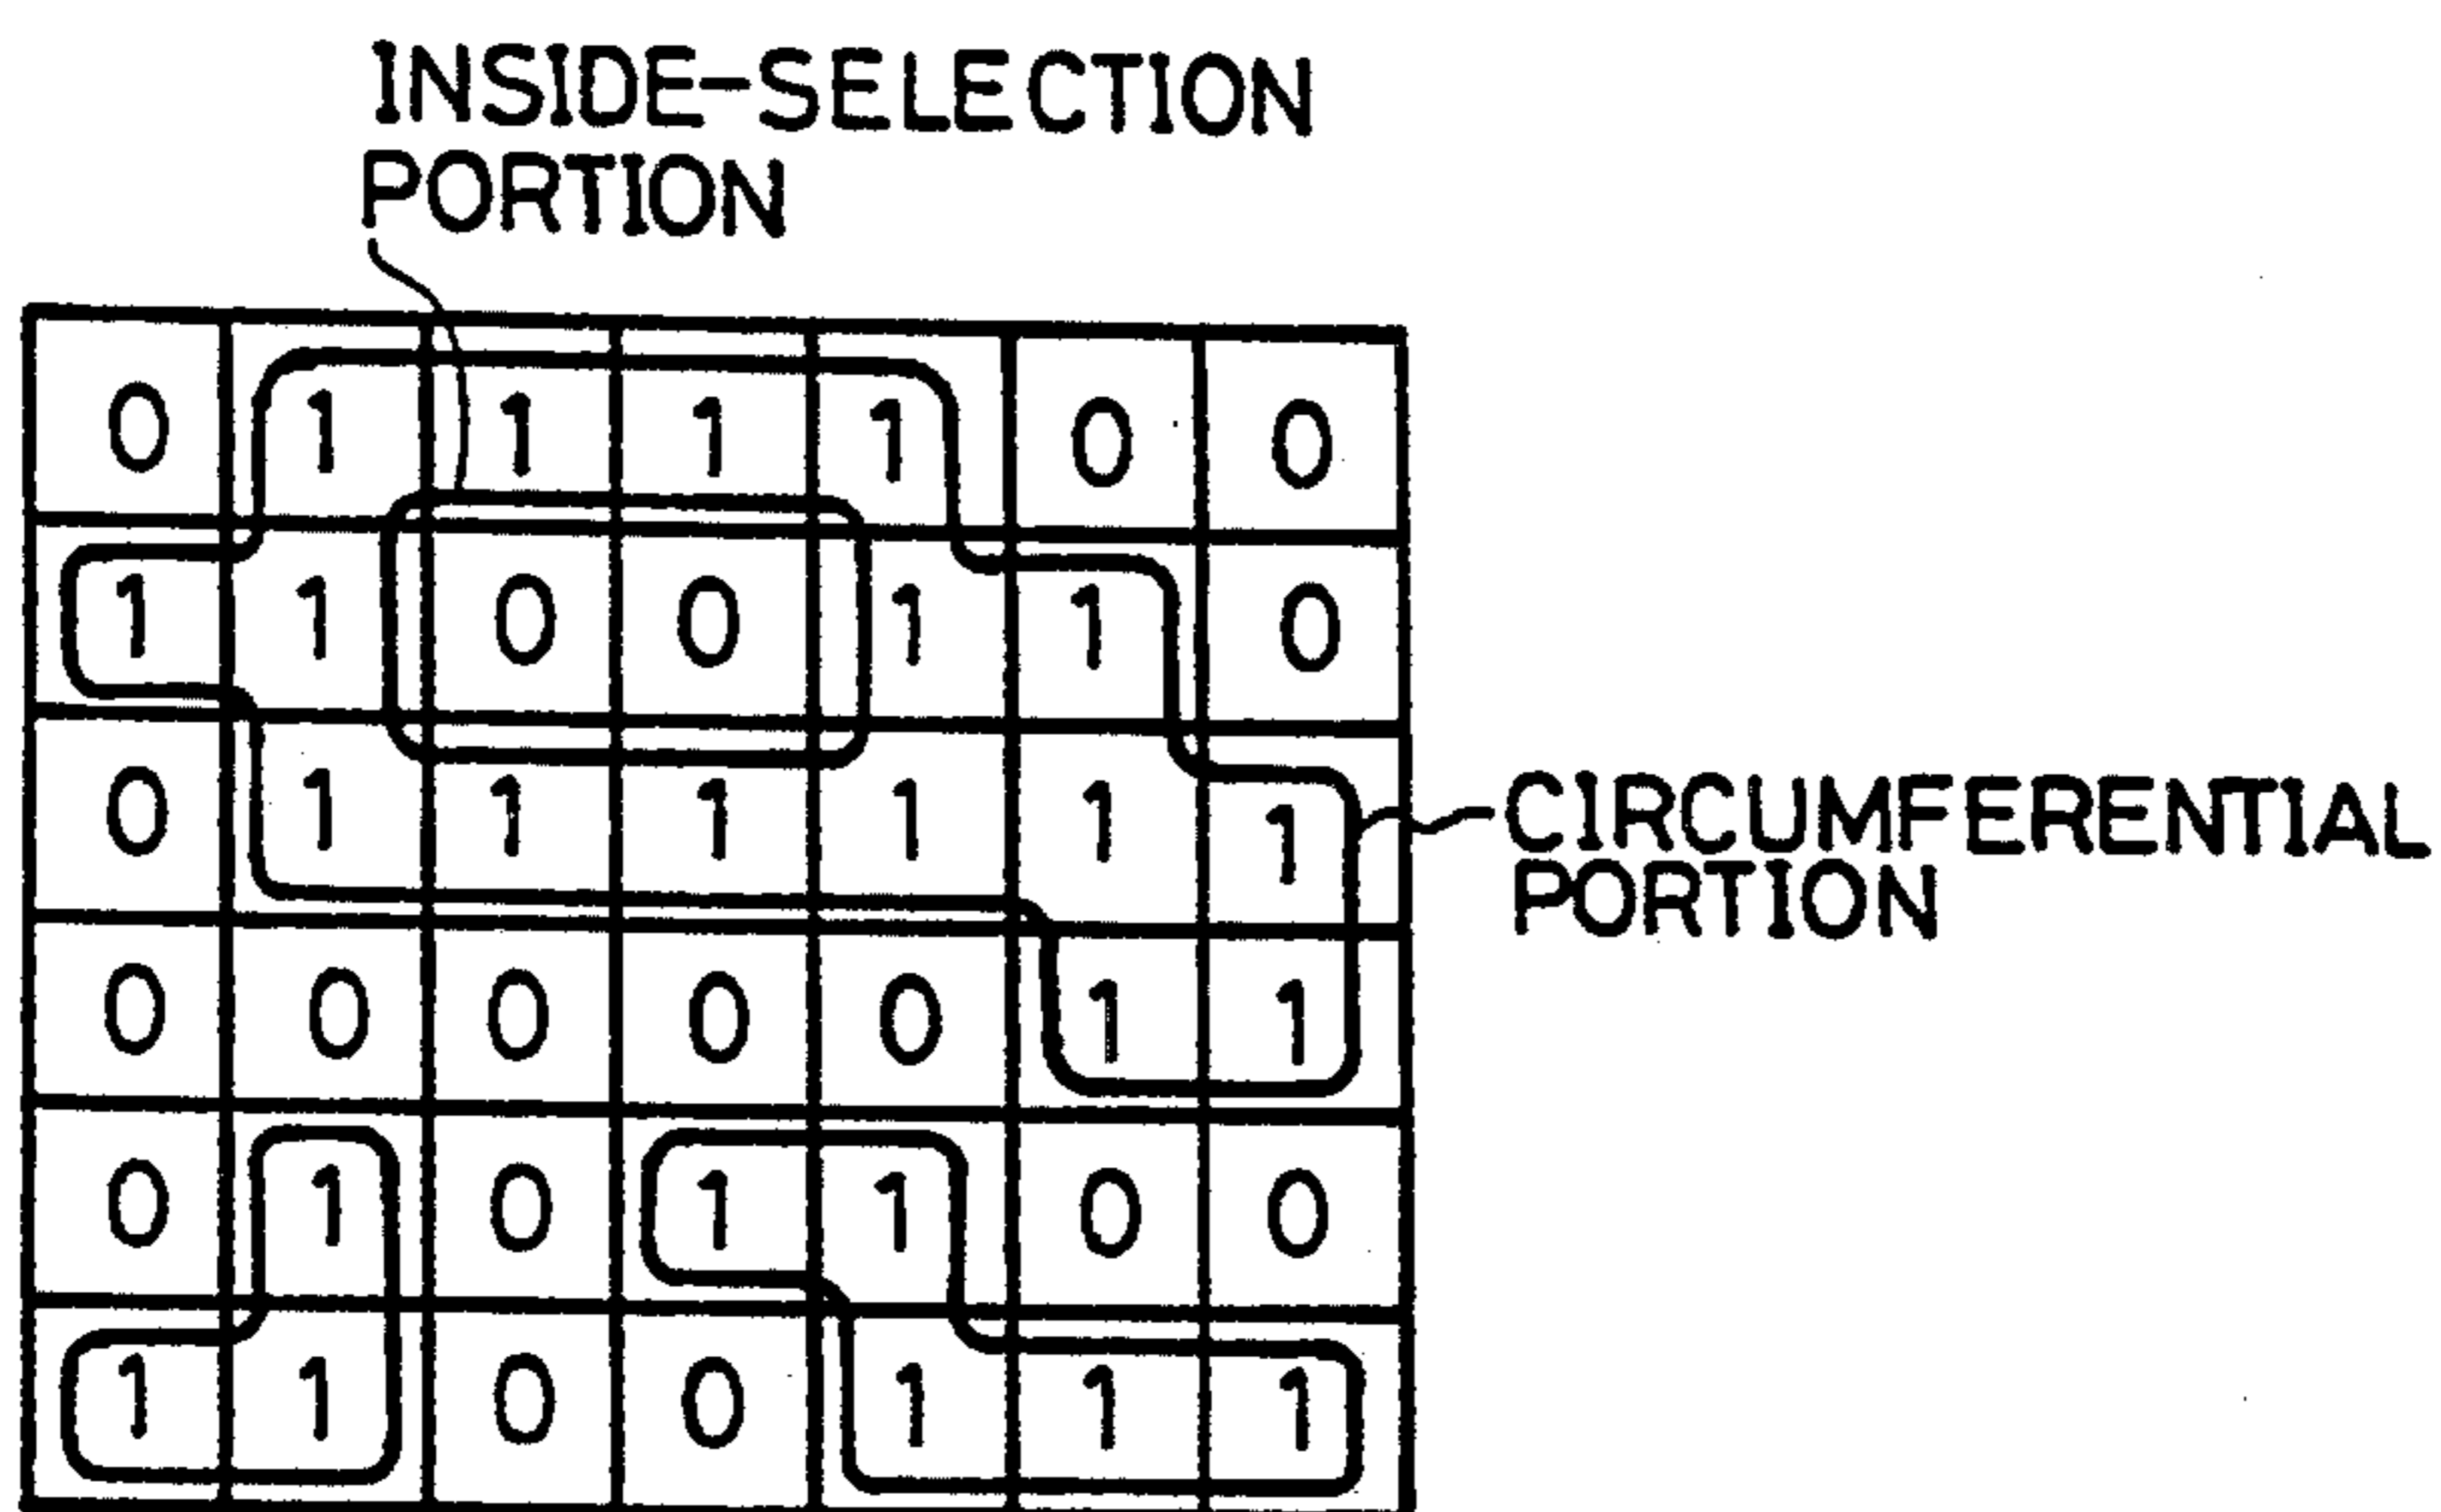 INSIDE-SELECTION
PORTION
0 1 1 1 1 0 0
1 1 0 0 1 1 0
0 1 1 1 1 1 1
CIRCUMFERENTIAL
PORTION
0 0 0 0 0 1 1
0 1 0 1 1 0 0
1 1 0 0 1 1 1